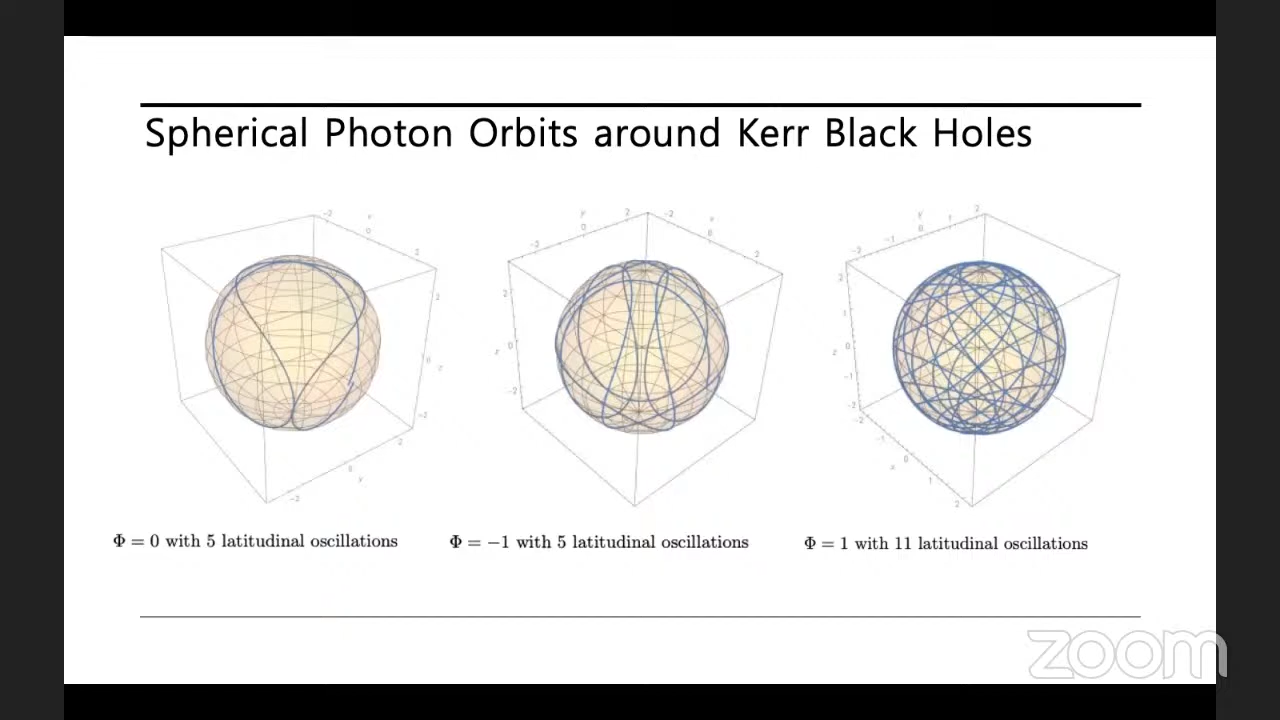 Spherical Photon Orbits around Kerr Black Holes
Φ = 0 with 5 latitudinal oscillations
Φ = −1 with 5 latitudinal oscillations
Φ = 1 with 11 latitudinal oscillations
zoom